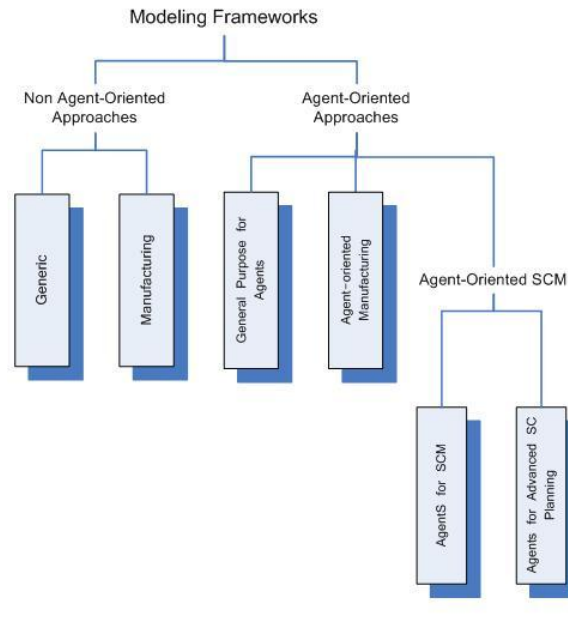 Modeling Frameworks
Non Agent-Oriented
Approaches
Agent-Oriented
Approaches
Generic
Manufacturing
General Purpose for
Agents
Agent-oriented
Manufacturing
Agent-Oriented SCM
AgentS for SCM
Agents for Advanced SC
Planning